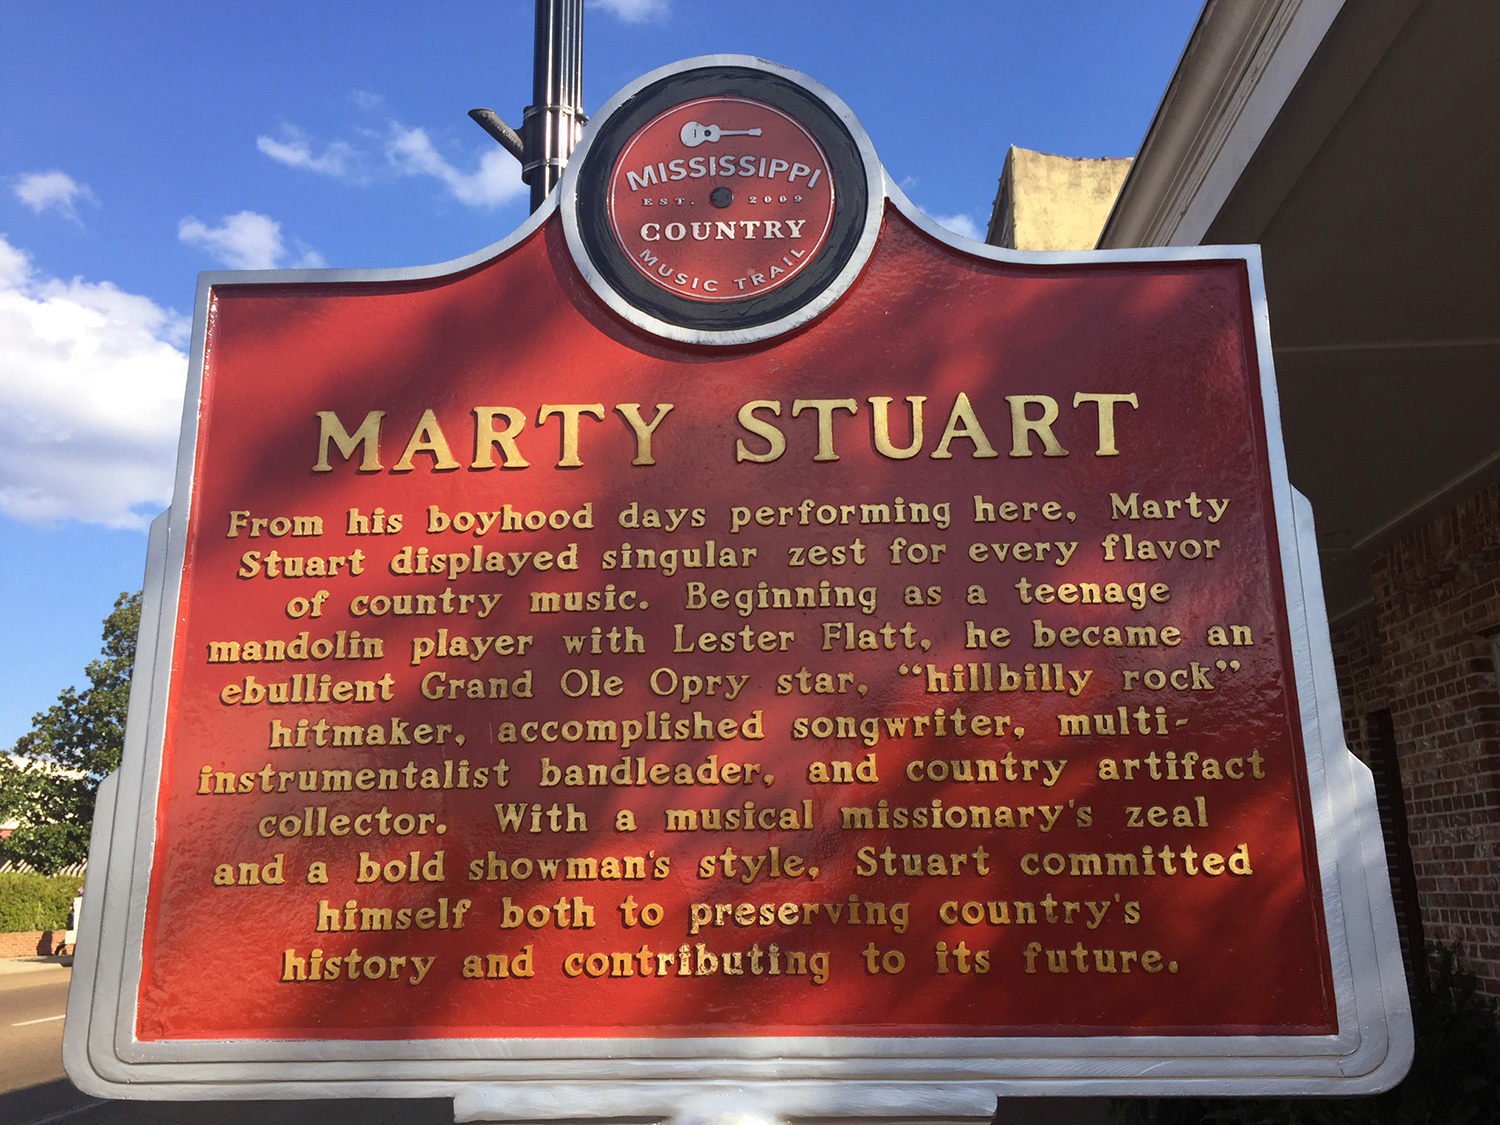 MISSISSIPPI
EST. 2009
COUNTRY
MUSIC TRAIL
MARTY STUART
From his boyhood days performing here, Marty
Stuart displayed singular zest for every flavor
of country music. Beginning as a teenage
mandolin player with Lester Flatt, he became an
ebullient Grand Ole Opry star, “hillbilly rock”
hitmaker, accomplished songwriter, multi-
instrumentalist bandleader, and country artifact
collector. With a musical missionary's zeal
and a bold showman's style, Stuart committed
himself both to preserving country's
history and contributing to its future.